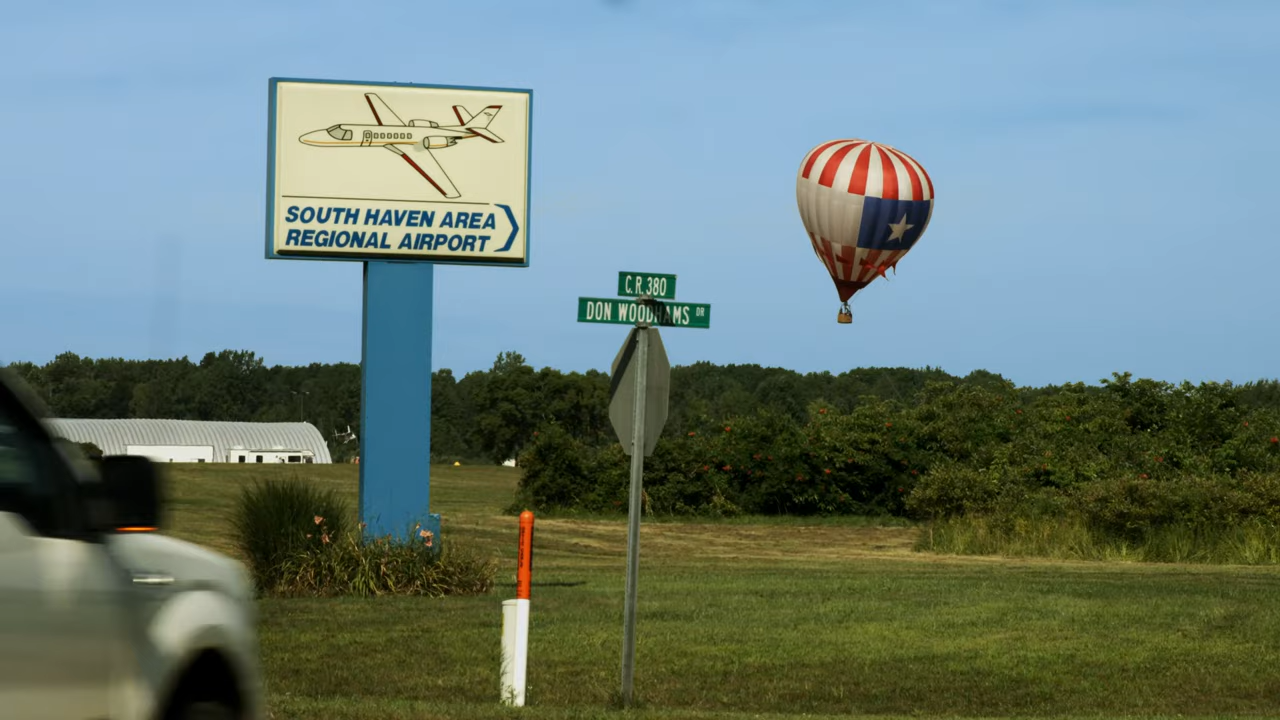 SOUTH HAVEN AREA
REGIONAL AIRPORT
C.R. 380
DON WOODHAMS DR